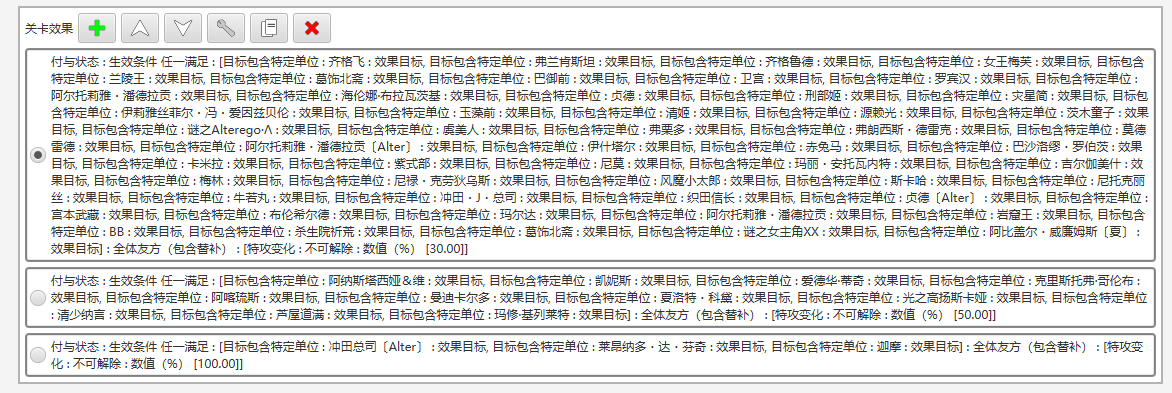 关卡效果
付与状态 : 生效条件 任一满足 : [目标包含特定单位 : 齐格飞 : 效果目标, 目标包含特定单位 : 弗兰肯斯坦 : 效果目标, 目标包含特定单位 : 齐格鲁德 : 效果目标, 目标包含特定单位 : 女王梅芙 : 效果目标, 目标包含
特定单位 : 兰陵王 : 效果目标, 目标包含特定单位 : 葛饰北斋 : 效果目标, 目标包含特定单位 : 巴御前 : 效果目标, 目标包含特定单位 : 卫宫 : 效果目标, 目标包含特定单位 : 罗宾汉 : 效果目标, 目标包含特定单位 :
阿尔托莉雅・潘德拉贡 : 效果目标, 目标包含特定单位 : 海伦娜·布拉瓦茨基 : 效果目标, 目标包含特定单位 : 贞德 : 效果目标, 目标包含特定单位 : 刑部姬 : 效果目标, 目标包含特定单位 : 灾星简 : 效果目标, 目标包含特定单位
: 伊莉雅丝菲尔・冯・爱因兹贝伦 : 效果目标, 目标包含特定单位 : 玉藻前 : 效果目标, 目标包含特定单位 : 清姬 : 效果目标, 目标包含特定单位 : 源赖光 : 效果目标, 目标包含特定单位 : 茨木童子 : 效果
目标, 目标包含特定单位 : 谜之Alterego·Λ : 效果目标, 目标包含特定单位 : 虞美人 : 效果目标, 目标包含特定单位 : 弗栗多 : 效果目标, 目标包含特定单位 : 弗朗西斯・德雷克 : 效果目标, 目标包含特定单位 : 莫德
雷德 : 效果目标, 目标包含特定单位 : 阿尔托莉雅・潘德拉贡〔Alter〕 : 效果目标, 目标包含特定单位 : 伊什塔尔 : 效果目标, 目标包含特定单位 : 赤兔马 : 效果目标, 目标包含特定单位 : 巴沙洛缪・罗伯茨 : 效果
目标, 目标包含特定单位 : 卡米拉 : 效果目标, 目标包含特定单位 : 紫式部 : 效果目标, 目标包含特定单位 : 尼莫 : 效果目标, 目标包含特定单位 : 玛丽・安托瓦内特 : 效果目标, 目标包含特定单位 : 吉尔伽美什 : 效
果目标, 目标包含特定单位 : 梅林 : 效果目标, 目标包含特定单位 : 尼禄・克劳狄乌斯 : 效果目标, 目标包含特定单位 : 风魔小太郎 : 效果目标, 目标包含特定单位 : 斯卡哈 : 效果目标, 目标包含特定单位 : 尼托克丽
丝 : 效果目标, 目标包含特定单位 : 牛若丸 : 效果目标, 目标包含特定单位 : 冲田・J・总司 : 效果目标, 目标包含特定单位 : 织田信长 : 效果目标, 目标包含特定单位 : 贞德〔Alter〕 : 效果目标, 目标包含特定单位 :
宫本武藏 : 效果目标, 目标包含特定单位 : 布伦希尔德 : 效果目标, 目标包含特定单位 : 玛尔达 : 效果目标, 目标包含特定单位 : 阿尔托莉雅・潘德拉贡 : 效果目标, 目标包含特定单位 : 岩窟王 : 效果目标, 目标包含特定单位
: BB : 效果目标, 目标包含特定单位 : 杀生院祈荒 : 效果目标, 目标包含特定单位 : 葛饰北斋 : 效果目标, 目标包含特定单位 : 谜之女主角XX : 效果目标, 目标包含特定单位 : 阿比盖尔・威廉姆斯〔夏〕 :
效果目标] : 全体友方（包含替补） : [特攻变化 : 不可解除 : 数值（%） [30.00]]
付与状态 : 生效条件 任一满足 : [目标包含特定单位 : 阿纳斯塔西娅＆维 : 效果目标, 目标包含特定单位 : 凯妮斯 : 效果目标, 目标包含特定单位 : 爱德华·蒂奇 : 效果目标, 目标包含特定单位 : 克里斯托弗·哥伦布 :
效果目标, 目标包含特定单位 : 阿喀琉斯 : 效果目标, 目标包含特定单位 : 曼迪卡尔多 : 效果目标, 目标包含特定单位 : 夏洛特・科黛 : 效果目标, 目标包含特定单位 : 光之高扬斯卡娅 : 效果目标, 目标包含特定单位
: 清少纳言 : 效果目标, 目标包含特定单位 : 芦屋道满 : 效果目标, 目标包含特定单位 : 玛修·基列莱特 : 效果目标] : 全体友方（包含替补） : [特攻变化 : 不可解除 : 数值（%） [50.00]]
付与状态 : 生效条件 任一满足 : [目标包含特定单位 : 冲田总司〔Alter〕 : 效果目标, 目标包含特定单位 : 莱昂纳多・达・芬奇 : 效果目标, 目标包含特定单位 : 迦摩 : 效果目标] : 全体友方（包含替补） : [特攻变
化 : 不可解除 : 数值（%） [100.00]]